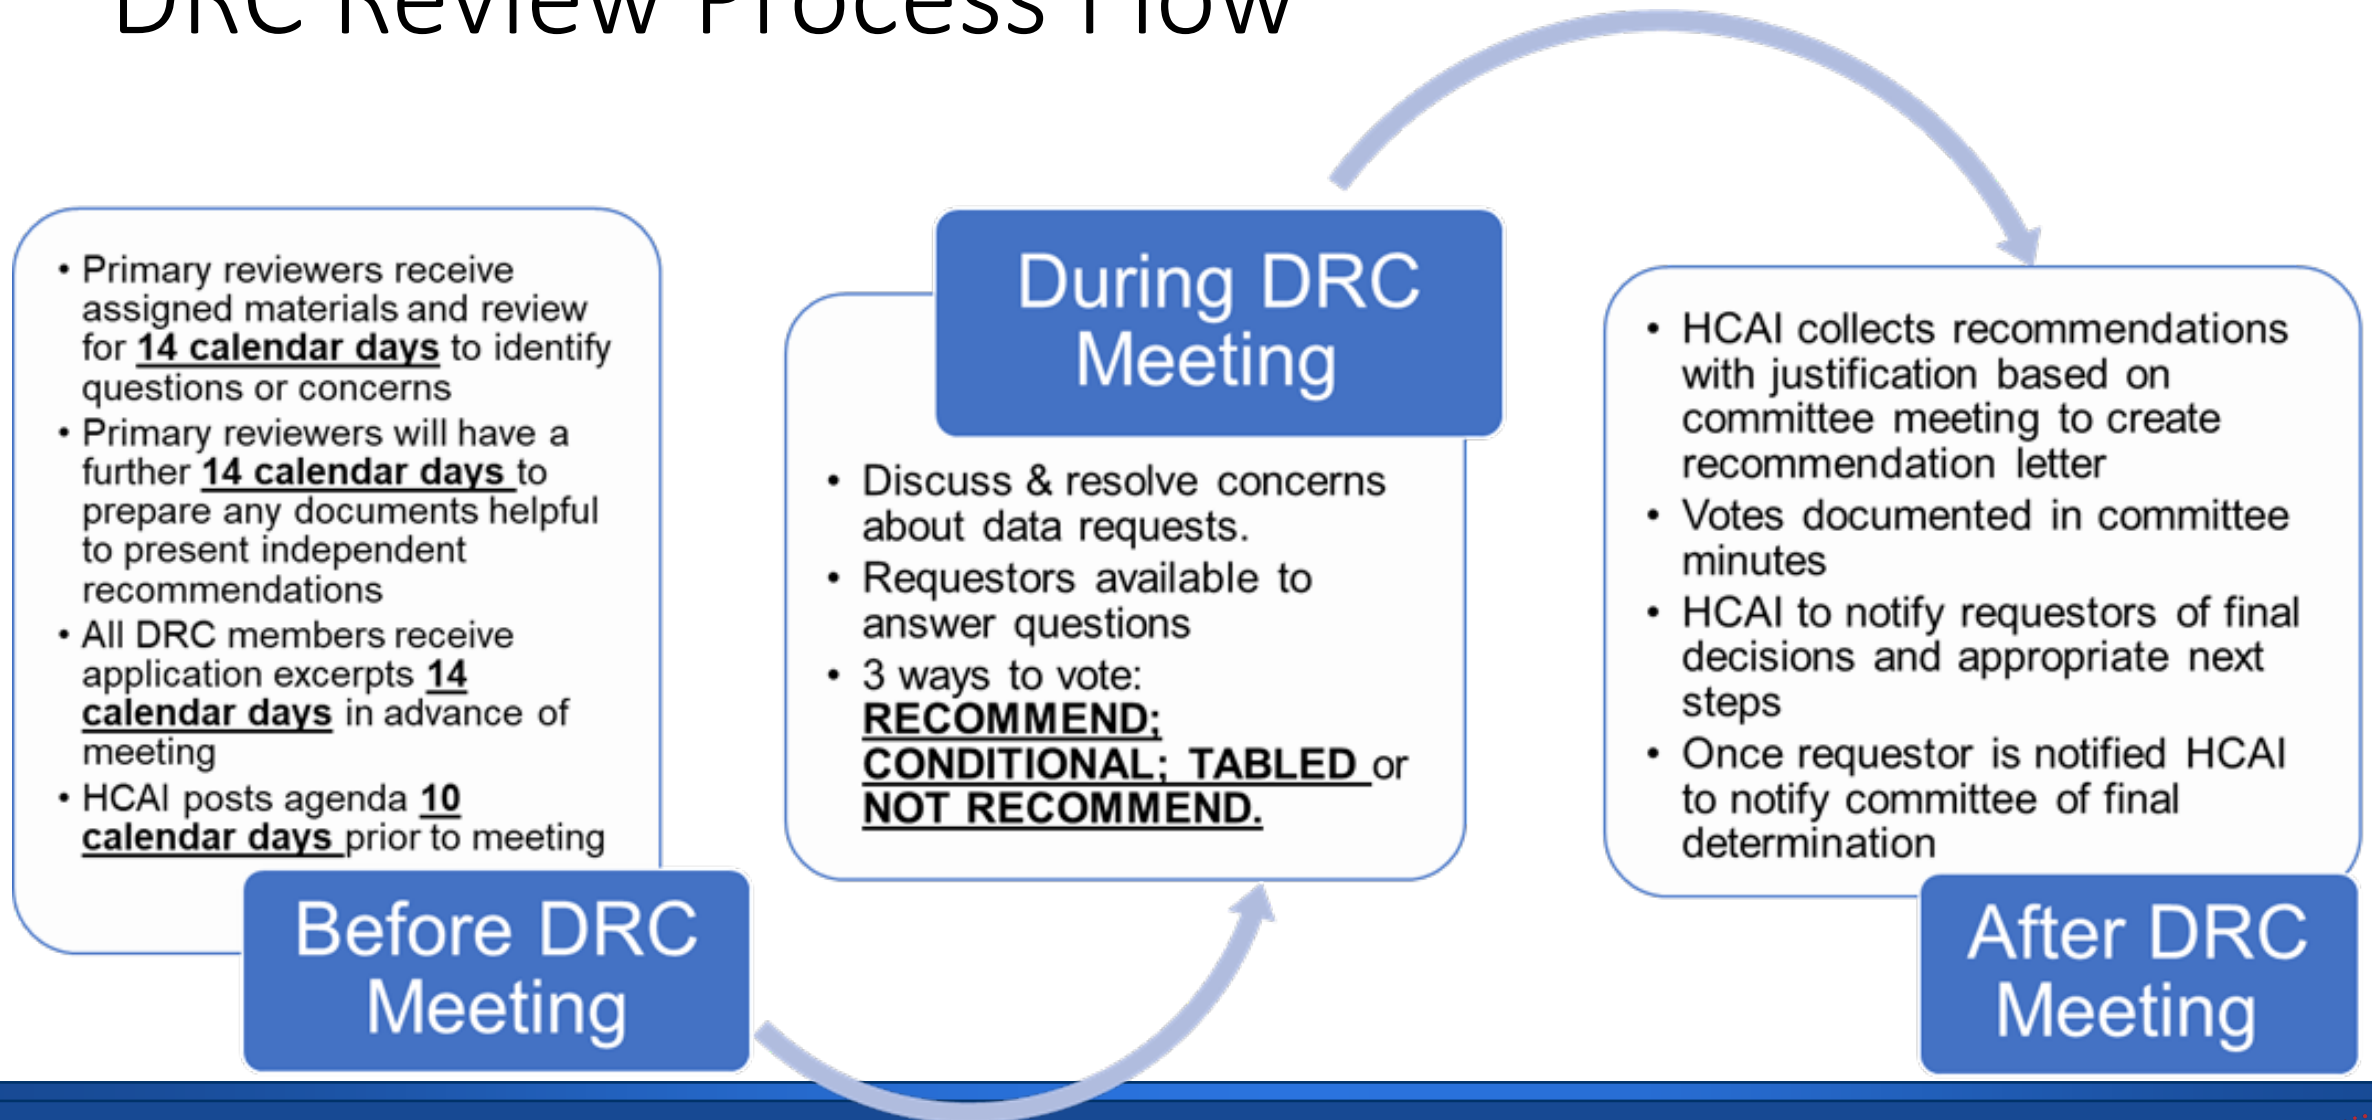 DRC Review Process Flow
• Primary reviewers receive
assigned materials and review
for 14 calendar days to identify
questions or concerns
• Primary reviewers will have a
further 14 calendar days to
prepare any documents helpful
to present independent
recommendations
• All DRC members receive
application excerpts 14
calendar days in advance of
meeting
• HCAI posts agenda 10
calendar days prior to meeting
Before DRC
Meeting
During DRC
Meeting
• Discuss & resolve concerns
about data requests.
• Requestors available to
answer questions
• 3 ways to vote:
RECOMMEND;
CONDITIONAL; TABLED or
NOT RECOMMEND.
• HCAI collects recommendations
with justification based on
committee meeting to create
recommendation letter
• Votes documented in committee
minutes
• HCAI to notify requestors of final
decisions and appropriate next
steps
• Once requestor is notified HCAI
to notify committee of final
determination
After DRC
Meeting